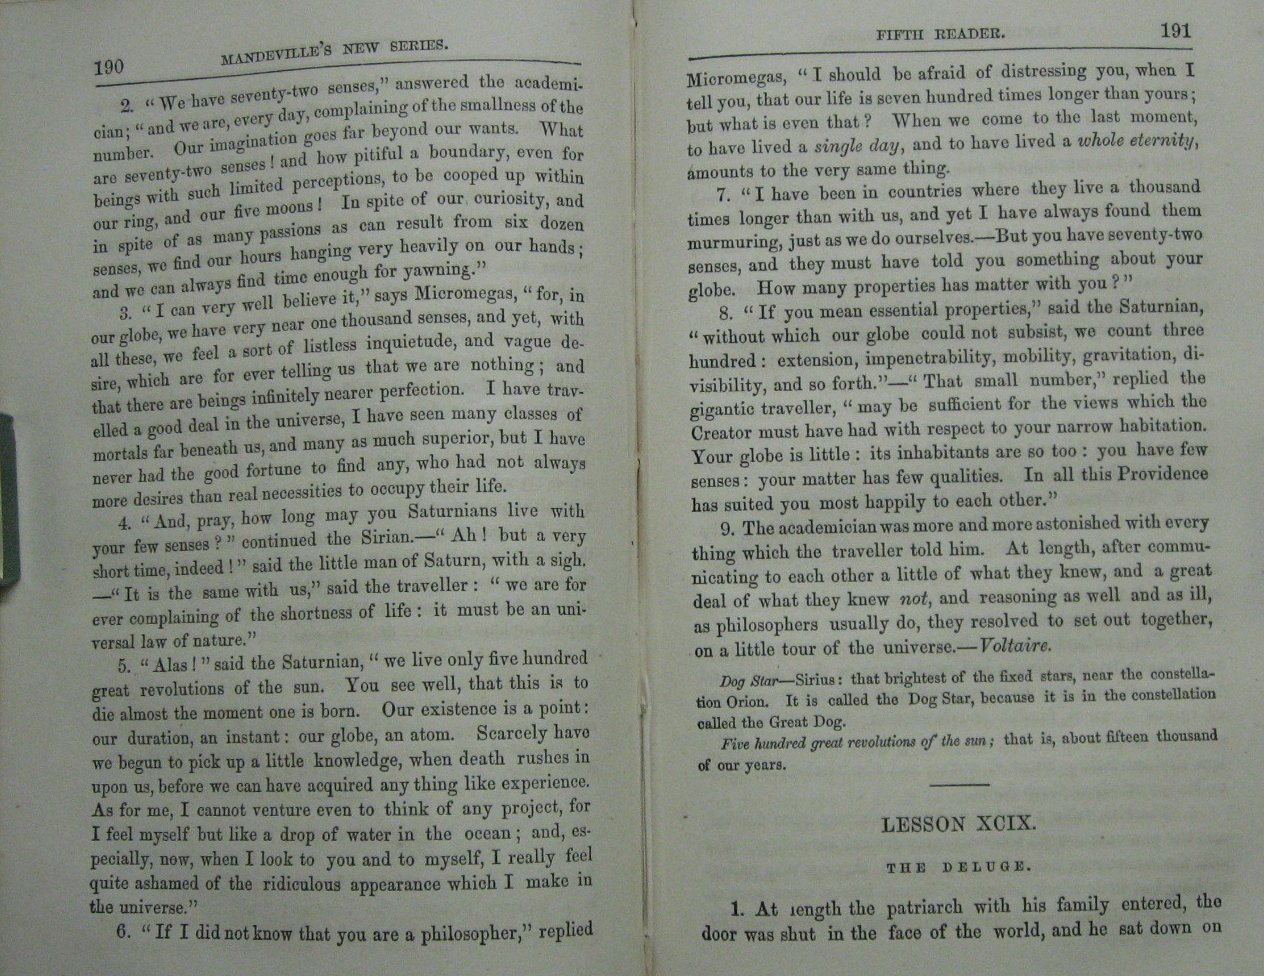 190 MANDEVILLE'S NEW SERIES.
2. "We have seventy-two senses," answered the academi-
cian; "and we are, every day, complaining of the smallness of the
number. Our imagination goes far beyond our wants. What
are seventy-two senses! and how pitiful a boundary, even for
beings with such limited perceptions, to be cooped up within
our ring, and our five moons! In spite of our curiosity, and
in spite of as many passions as can result from six dozen
senses, we find our hours hanging very heavily on our hands;
and we can always find time enough for yawning."
3. "I can very well believe it," says Micromegas, "for, in
our globe, we have very near one thousand senses, and yet, with
all these, we feel a sort of listless inquietude, and vague de-
sire, which are for ever telling us that we are nothing; and
that there are beings infinitely nearer perfection. I have trav-
elled a good deal in the universe, I have seen many classes of
mortals far beneath us, and many as much superior, but I have
never had the good fortune to find any, who had not always
more desires than real necessities to occupy their life.
4. "And, pray, how long may you Saturnians live with
your few senses?" continued the Sirian.—"Ah! but a very
short time, indeed!" said the little man of Saturn, with a sigh.
—"It is the same with us," said the traveller: "we are for
ever complaining of the shortness of life: it must be an uni-
versal law of nature."
5. "Alas!" said the Saturnian, "we live only five hundred
great revolutions of the sun. You see well, that this is to
die almost the moment one is born. Our existence is a point:
our duration, an instant: our globe, an atom. Scarcely have
we begun to pick up a little knowledge, when death rushes in
upon us, before we can have acquired any thing like experience.
As for me, I cannot venture even to think of any project, for
I feel myself but like a drop of water in the ocean; and, es-
pecially, now, when I look to you and to myself, I really feel
quite ashamed of the ridiculous appearance which I make in
the universe."
6. "If I did not know that you are a philosopher," replied
FIFTH READER. 191
Micromegas, "I should be afraid of distressing you, when I
tell you, that our life is seven hundred times longer than yours;
but what is even that? When we come to the last moment,
to have lived a single day, and to have lived a whole eternity,
amounts to the very same thing.
7. "I have been in countries where they live a thousand
times longer than with us, and yet I have always found them
murmuring, just as we do ourselves.—But you have seventy-two
senses, and they must have told you something about your
globe. How many properties has matter with you?"
8. "If you mean essential properties," said the Saturnian,
"without which our globe could not subsist, we count three
hundred: extension, impenetrability, mobility, gravitation, di-
visibility, and so forth."—"That small number," replied the
gigantic traveller, "may be sufficient for the views which the
Creator must have had with respect to your narrow habitation.
Your globe is little: its inhabitants are so too: you have few
senses: your matter has few qualities. In all this Providence
has suited you most happily to each other."
9. The academician was more and more astonished with every
thing which the traveller told him. At length, after commu-
nicating to each other a little of what they knew, and a great
deal of what they knew not, and reasoning as well and as ill,
as philosophers usually do, they resolved to set out together,
on a little tour of the universe.—Voltaire.
Dog Star—Sirius: that brightest of the fixed stars, near the constella-
tion Orion. It is called the Dog Star, because it is in the constellation
called the Great Dog.
Five hundred great revolutions of the sun; that is, about fifteen thousand
of our years.
LESSON XCIX.
THE DELUGE.
1. At length the patriarch with his family entered, the
door was shut in the face of the world, and he sat down on